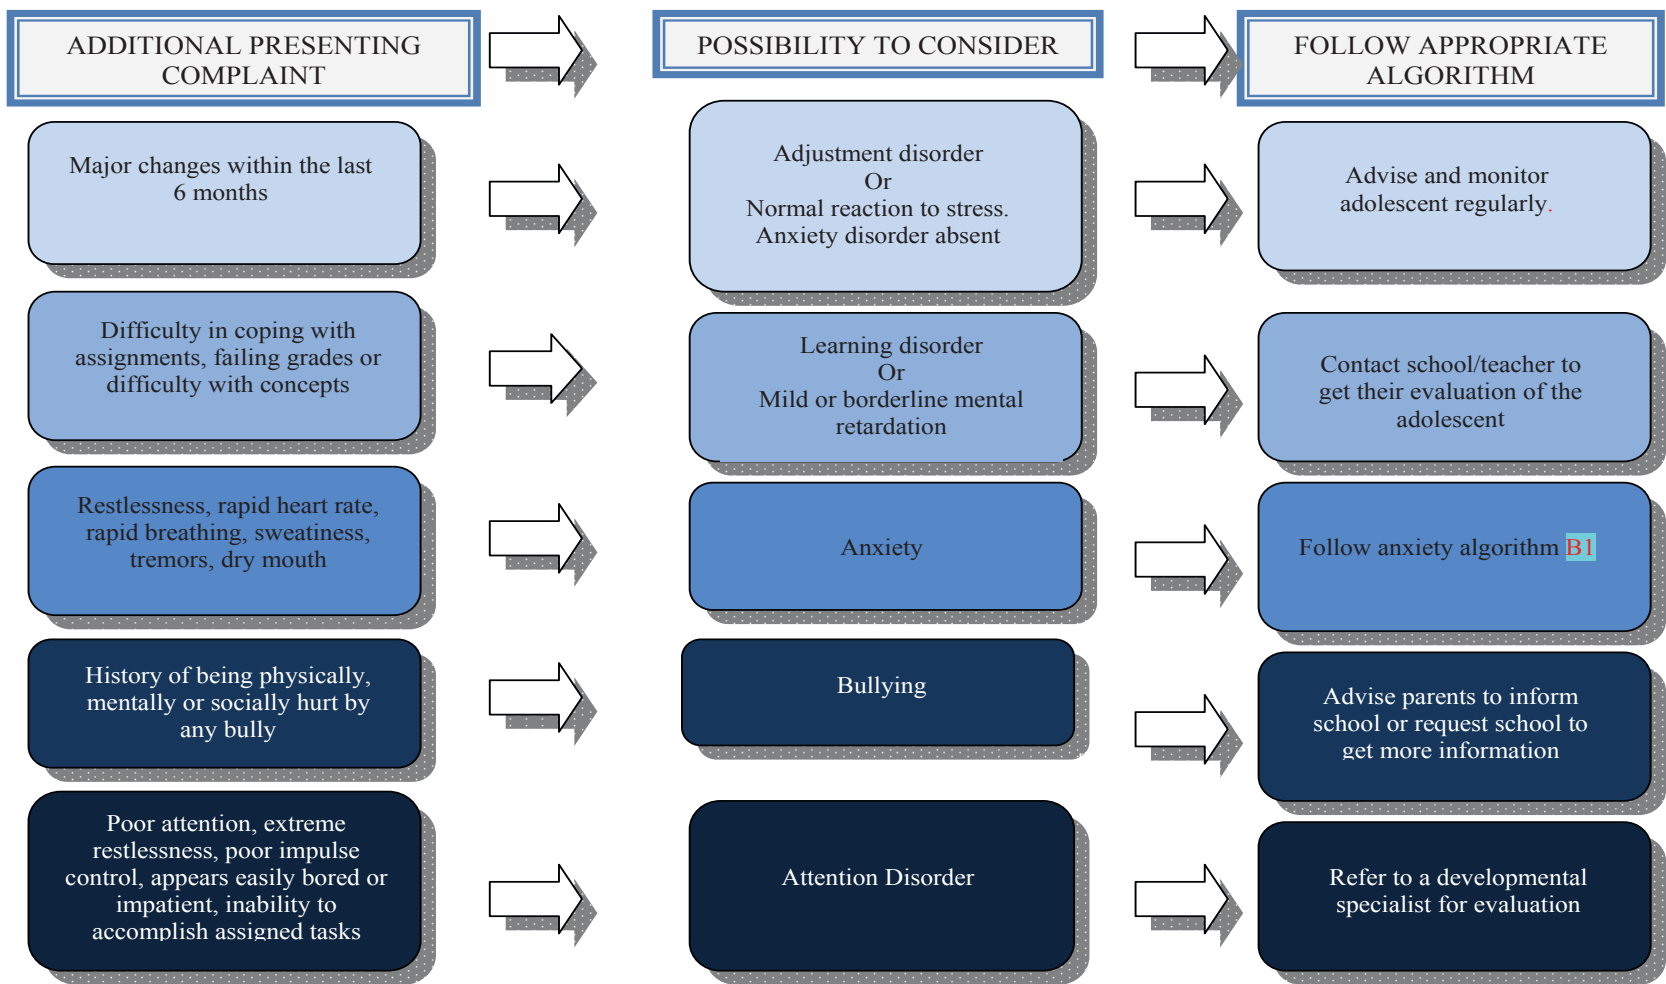 ADDITIONAL PRESENTING
COMPLAINT
POSSIBILITY TO CONSIDER
FOLLOW APPROPRIATE
ALGORITHM
Major changes within the last
6 months
Adjustment disorder
Or
Normal reaction to stress.
Anxiety disorder absent
Advise and monitor
adolescent regularly.
Difficulty in coping with
assignments, failing grades or
difficulty with concepts
Learning disorder
Or
Mild or borderline mental
retardation
Contact school/teacher to
get their evaluation of the
adolescent
Restlessness, rapid heart rate,
rapid breathing, sweatiness,
tremors, dry mouth
Anxiety
Follow anxiety algorithm B1
History of being physically,
mentally or socially hurt by
any bully
Bullying
Advise parents to inform
school or request school to
get more information
Poor attention, extreme
restlessness, poor impulse
control, appears easily bored or
impatient, inability to
accomplish assigned tasks
Attention Disorder
Refer to a developmental
specialist for evaluation